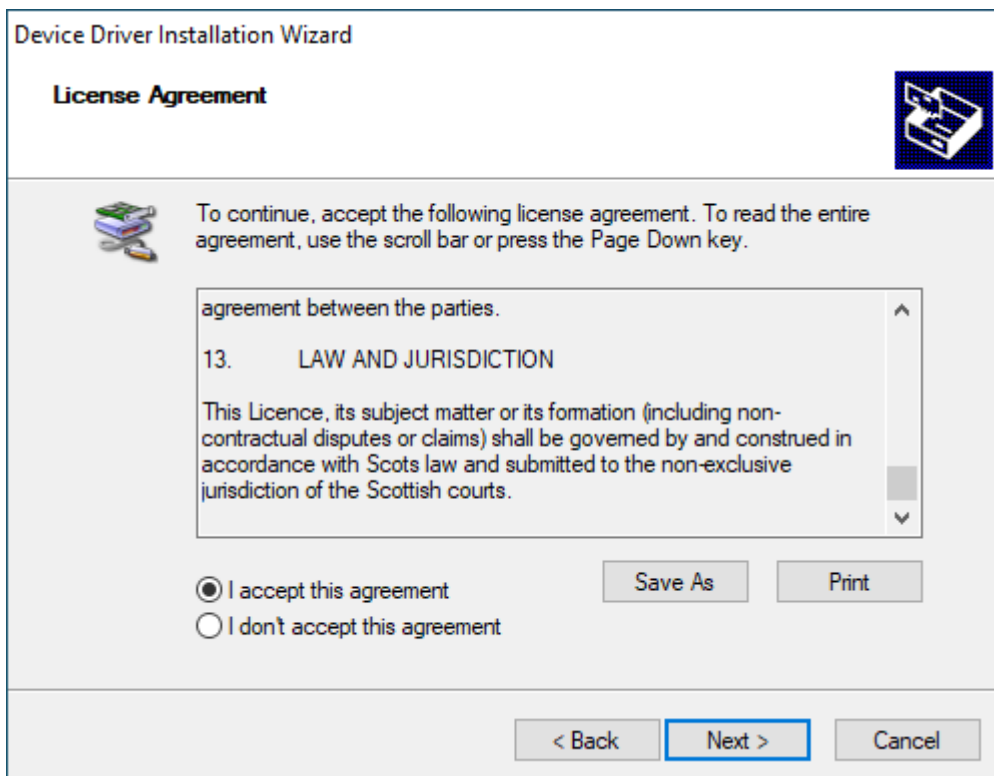 Device Driver Installation Wizard
License Agreement
To continue, accept the following license agreement. To read the entire
agreement, use the scroll bar or press the Page Down key.
agreement between the parties.
13. LAW AND JURISDICTION
This Licence, its subject matter or its formation (including non-
contractual disputes or claims) shall be governed by and construed in
accordance with Scots law and submitted to the non-exclusive
jurisdiction of the Scottish courts.
I accept this agreement
Save As
Print
I don't accept this agreement
< Back
Next >
Cancel